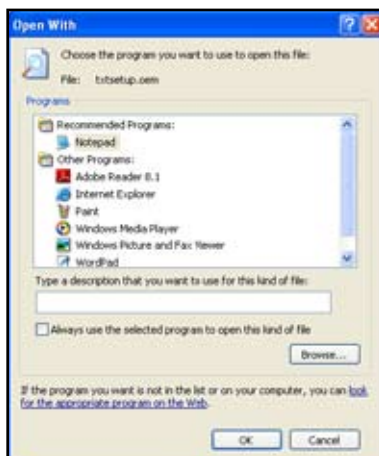 Open With
Choose the program you want to use to open this file:
File: txtsetup.oem
Programs
Recommended Programs:
Notepad
Other Programs:
Adobe Reader 8.1
Internet Explorer
Paint
Windows Media Player
Windows Picture and Fax Viewer
WordPad
Type a description that you want to use for this kind of file:
Always use the selected program to open this kind of file
Browse...
If the program you want is not in the list or on your computer, you can look
for the appropriate program on the Web.
OK
Cancel